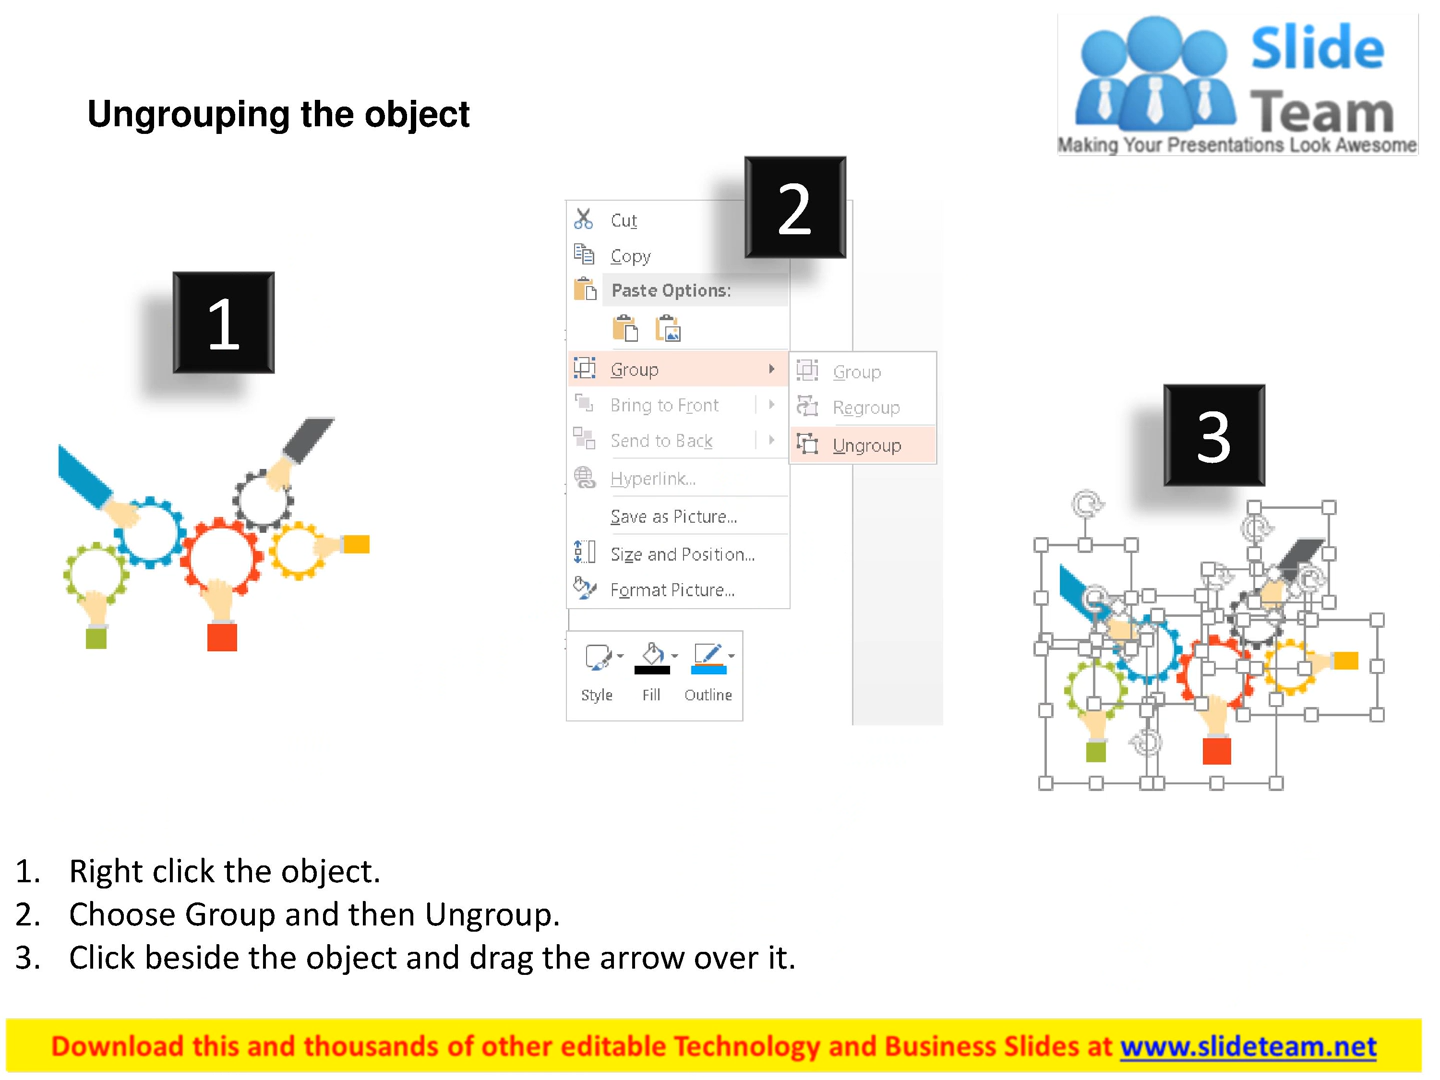 Slide
Team
Making Your Presentations Look Awesome
Ungrouping the object
1
2
Cut
Copy
Paste Options:
Group
Bring to Front
Send to Back
Hyperlink...
Save as Picture...
Size and Position...
Format Picture...
Group
Regroup
Ungroup
Style Fill Outline
3
1. Right click the object.
2. Choose Group and then Ungroup.
3. Click beside the object and drag the arrow over it.
Download this and thousands of other editable Technology and Business Slides at www.slideteam.net